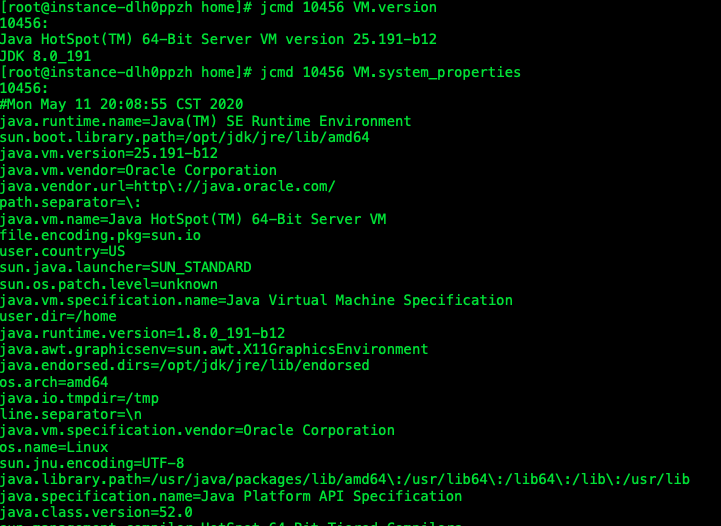 [root@instance-dlh0ppzh home]# jcmd 10456 VM.version
10456:
Java HotSpot(TM) 64-Bit Server VM version 25.191-b12
JDK 8.0_191
[root@instance-dlh0ppzh home]# jcmd 10456 VM.system_properties
10456:
#Mon May 11 20:08:55 CST 2020
java.runtime.name=Java(TM) SE Runtime Environment
sun.boot.library.path=/opt/jdk/jre/lib/amd64
java.vm.version=25.191-b12
java.vm.vendor=Oracle Corporation
java.vendor.url=http\://java.oracle.com/
path.separator=\:
java.vm.name=Java HotSpot(TM) 64-Bit Server VM
file.encoding.pkg=sun.io
user.country=US
sun.java.launcher=SUN_STANDARD
sun.os.patch.level=unknown
java.vm.specification.name=Java Virtual Machine Specification
user.dir=/home
java.runtime.version=1.8.0_191-b12
java.awt.graphicsenv=sun.awt.X11GraphicsEnvironment
java.endorsed.dirs=/opt/jdk/jre/lib/endorsed
os.arch=amd64
java.io.tmpdir=/tmp
line.separator=\n
java.vm.specification.vendor=Oracle Corporation
os.name=Linux
sun.jnu.encoding=UTF-8
java.library.path=/usr/java/packages/lib/amd64\:/usr/lib64\:/lib64\:/lib\:/usr/lib
java.specification.name=Java Platform API Specification
java.class.version=52.0
sun.management.compiler=HotSpot 64-Bit Tiered Compilers